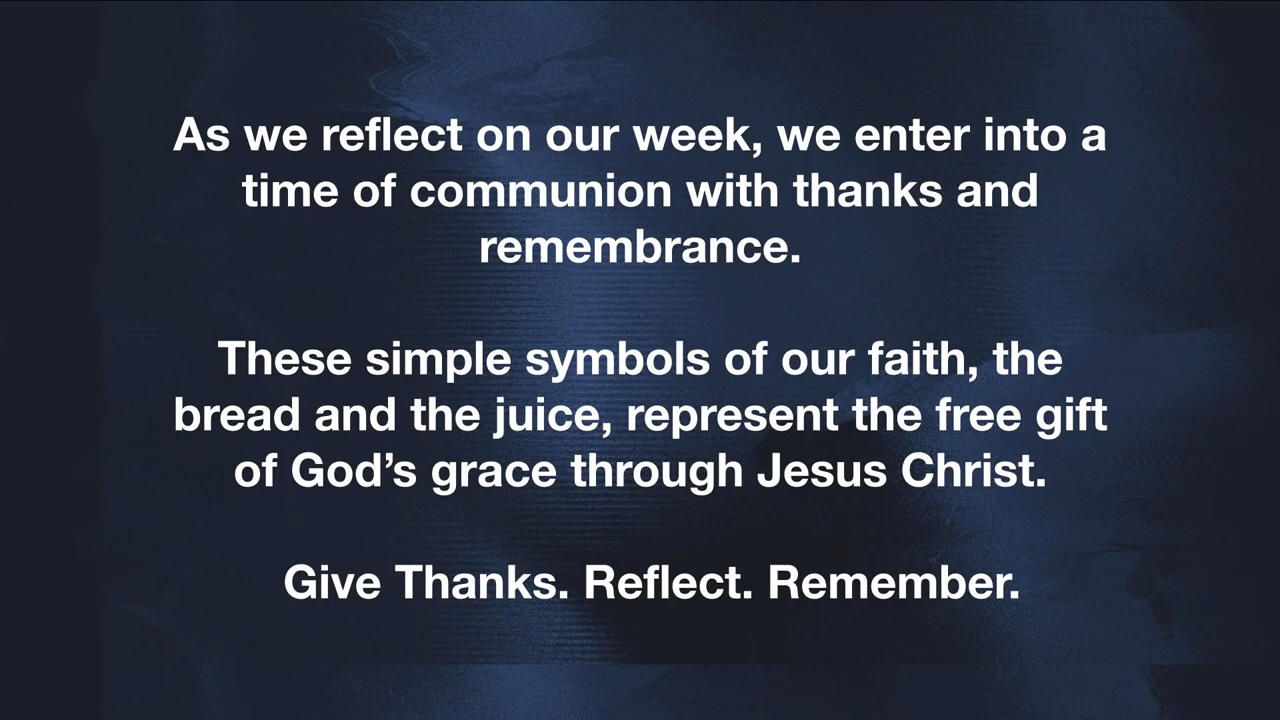 As we reflect on our week, we enter into a
time of communion with thanks and
remembrance.
These simple symbols of our faith, the
bread and the juice, represent the free gift
of God’s grace through Jesus Christ.
Give Thanks. Reflect. Remember.